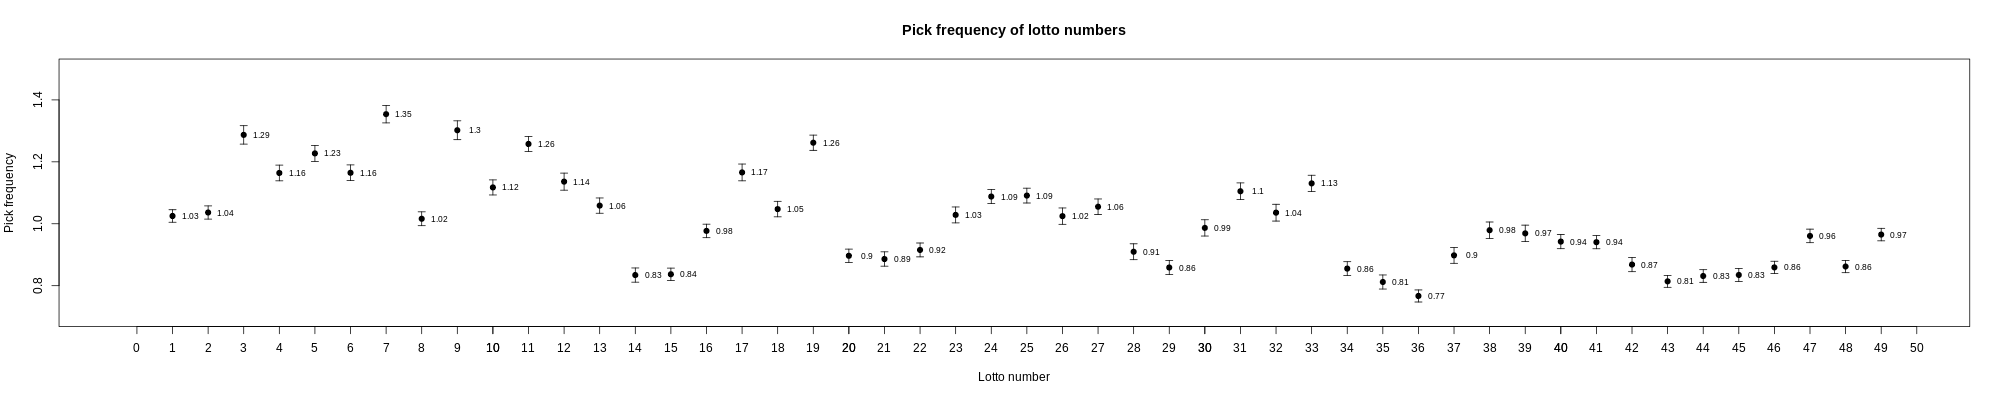 Pick frequency of lotto numbers
Pick frequency
1.4
1.2
1.0
0.8
1.03 1.04 1.29 1.16 1.23 1.16 1.35 1.02 1.3 1.12 1.26 1.14 1.06 0.83 0.84 0.98 1.17 1.05 1.26 0.9 0.89 0.92 1.03 1.09 1.09 1.02 1.06 0.91 0.86 0.99 1.1 1.04 1.13 0.86 0.81 0.77 0.9 0.98 0.97 0.94 0.94 0.87 0.81 0.83 0.83 0.86 0.96 0.86 0.97
0 1 2 3 4 5 6 7 8 9 10 11 12 13 14 15 16 17 18 19 20 21 22 23 24 25 26 27 28 29 30 31 32 33 34 35 36 37 38 39 40 41 42 43 44 45 46 47 48 49 50
Lotto number